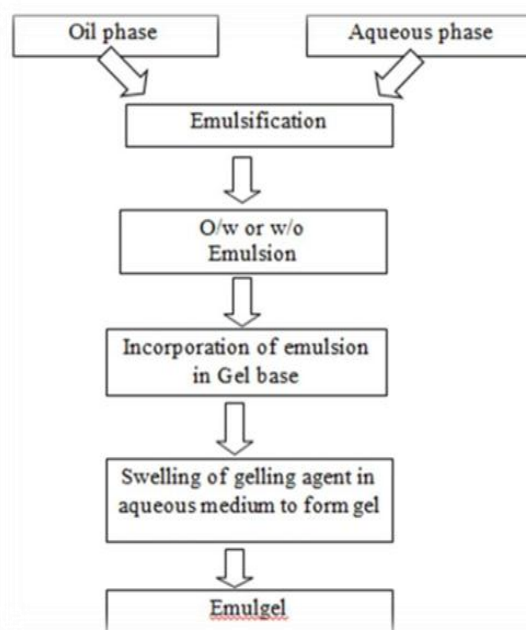 Oil phase
Aqueous phase
Emulsification
O/w or w/o
Emulsion
Incorporation of emulsion
in Gel base
Swelling of gelling agent in
aqueous medium to form gel
Emulgel